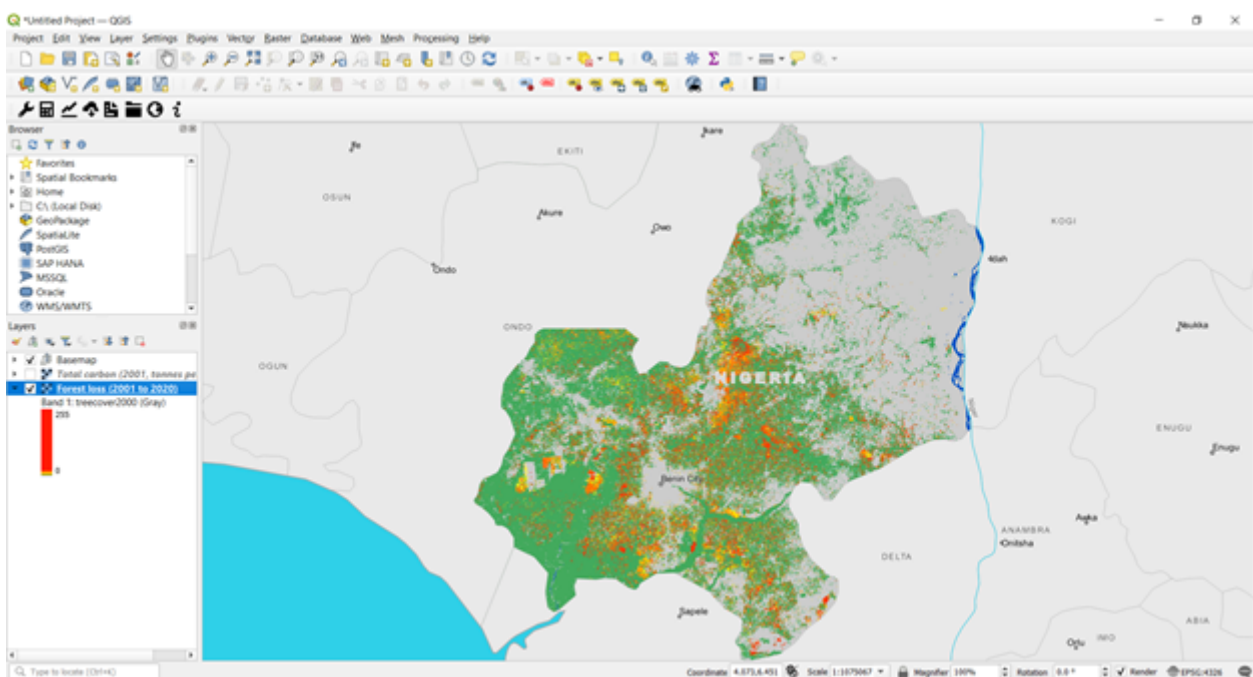 *Untitled Project — QGIS
Project Edit View Layer Settings Plugins Vector Raster Database Web Mesh Processing Help
Browser
Favorites
Spatial Bookmarks
Home
C:\ (Local Disk)
GeoPackage
SpatiaLite
PostGIS
SAP HANA
MSSQL
Oracle
WMS/WMTS
Layers
Basemap
Total carbon (2001, tonnes pe
Forest loss (2001 to 2020)
Band 1: treecover2000 (Gray)
255
0
Ife
Ikare
EKITI
OSUN
Akure
Owo
KOGI
Idah
Ondo
ONDO
Nsukka
OGUN
NIGERIA
ENUGU
Enugu
Benin City
Awka
ANAMBRA
Onitsha
DELTA
Sapele
ABIA
Orlu
IMO
Type to locate (Ctrl+K)
Coordinate 4.073,6.451 Scale 1:1075067 Magnifier 100% Rotation 0.0 ° Render EPSG:4326